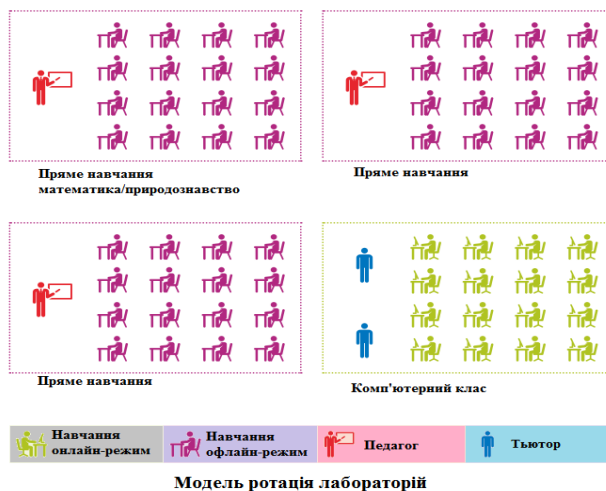 Пряме навчання
математика/природознавство
Пряме навчання
Пряме навчання
Комп'ютерний клас
Навчання
онлайн-режим
Навчання
офлайн-режим
Педагог
Тьютор
Модель ротація лабораторій